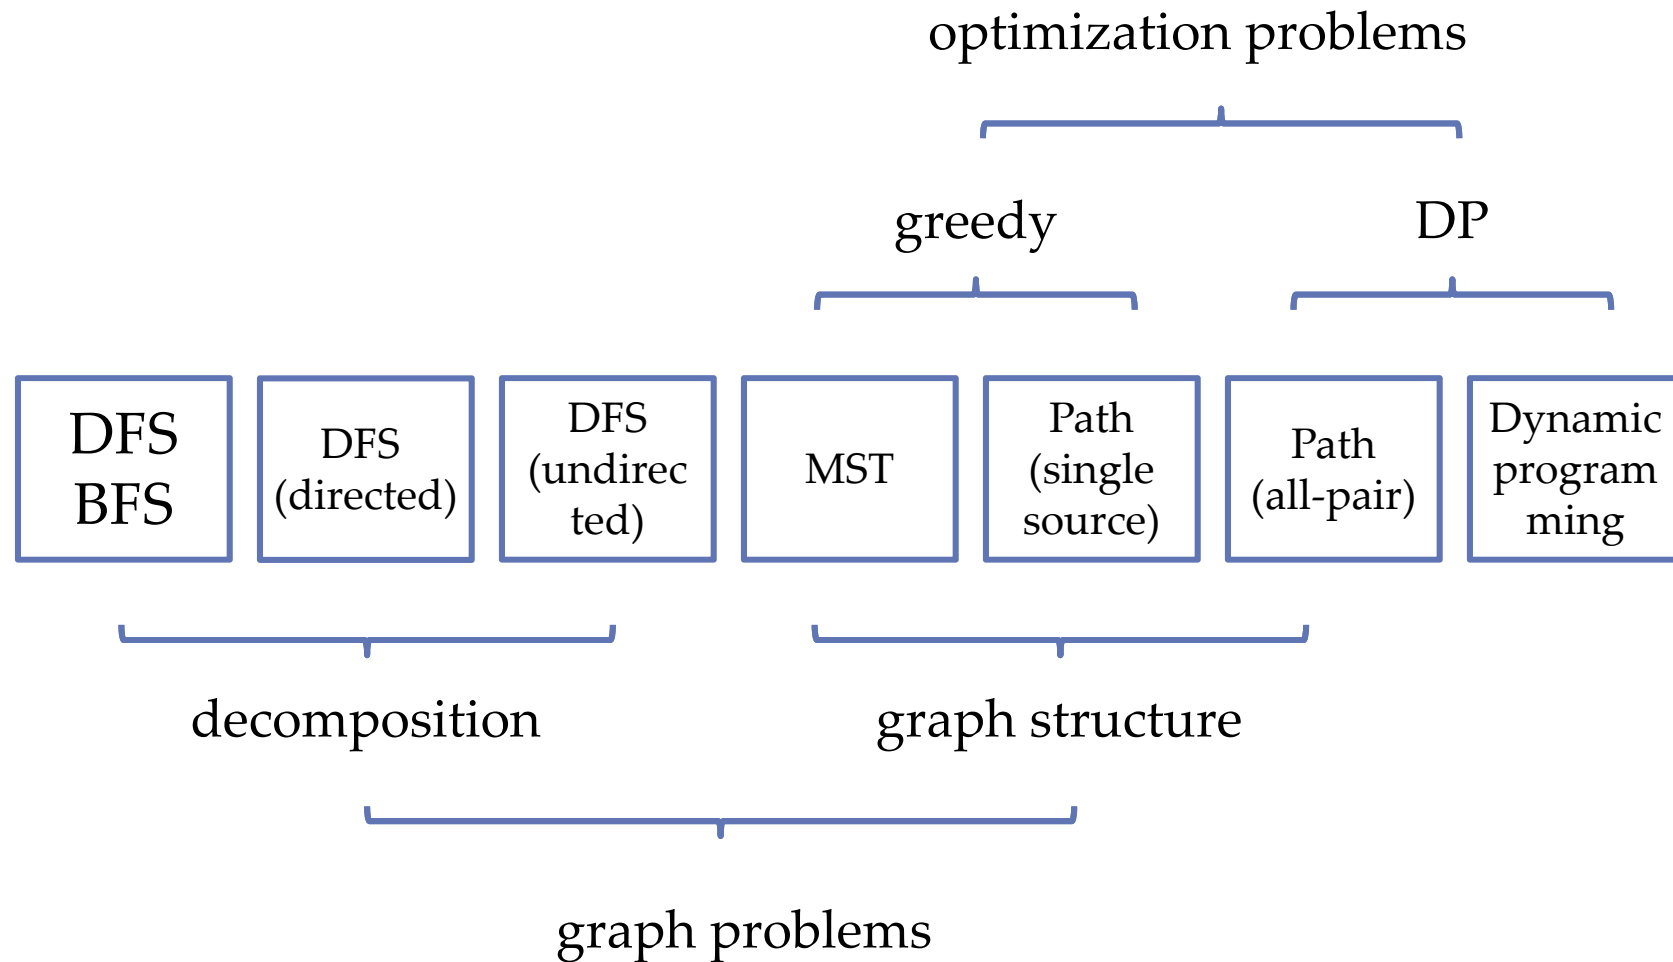 optimization problems
greedy
DP
DFS
BFS
DFS
(directed)
DFS
(undirec
ted)
MST
Path
(single
source)
Path
(all-pair)
Dynamic
program
ming
decomposition
graph structure
graph problems